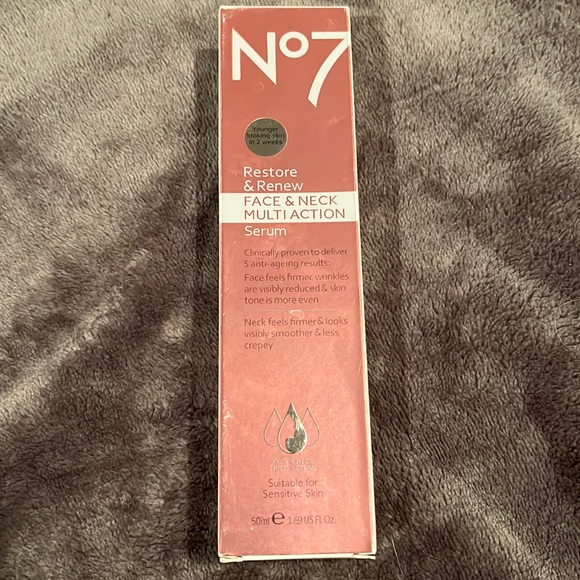 No7
Younger
looking skin
in 2 weeks
Restore
& Renew
FACE & NECK
MULTI ACTION
Serum
Clinically proven to deliver
5 anti-ageing results:
Face feels firmer wrinkles
are visibly reduced & skin
tone is more even
Neck feels firmer & looks
visibly smoother & less
crepey
Suitable for
Sensitive Skin
50ml e 1.69 US Fl. Oz.